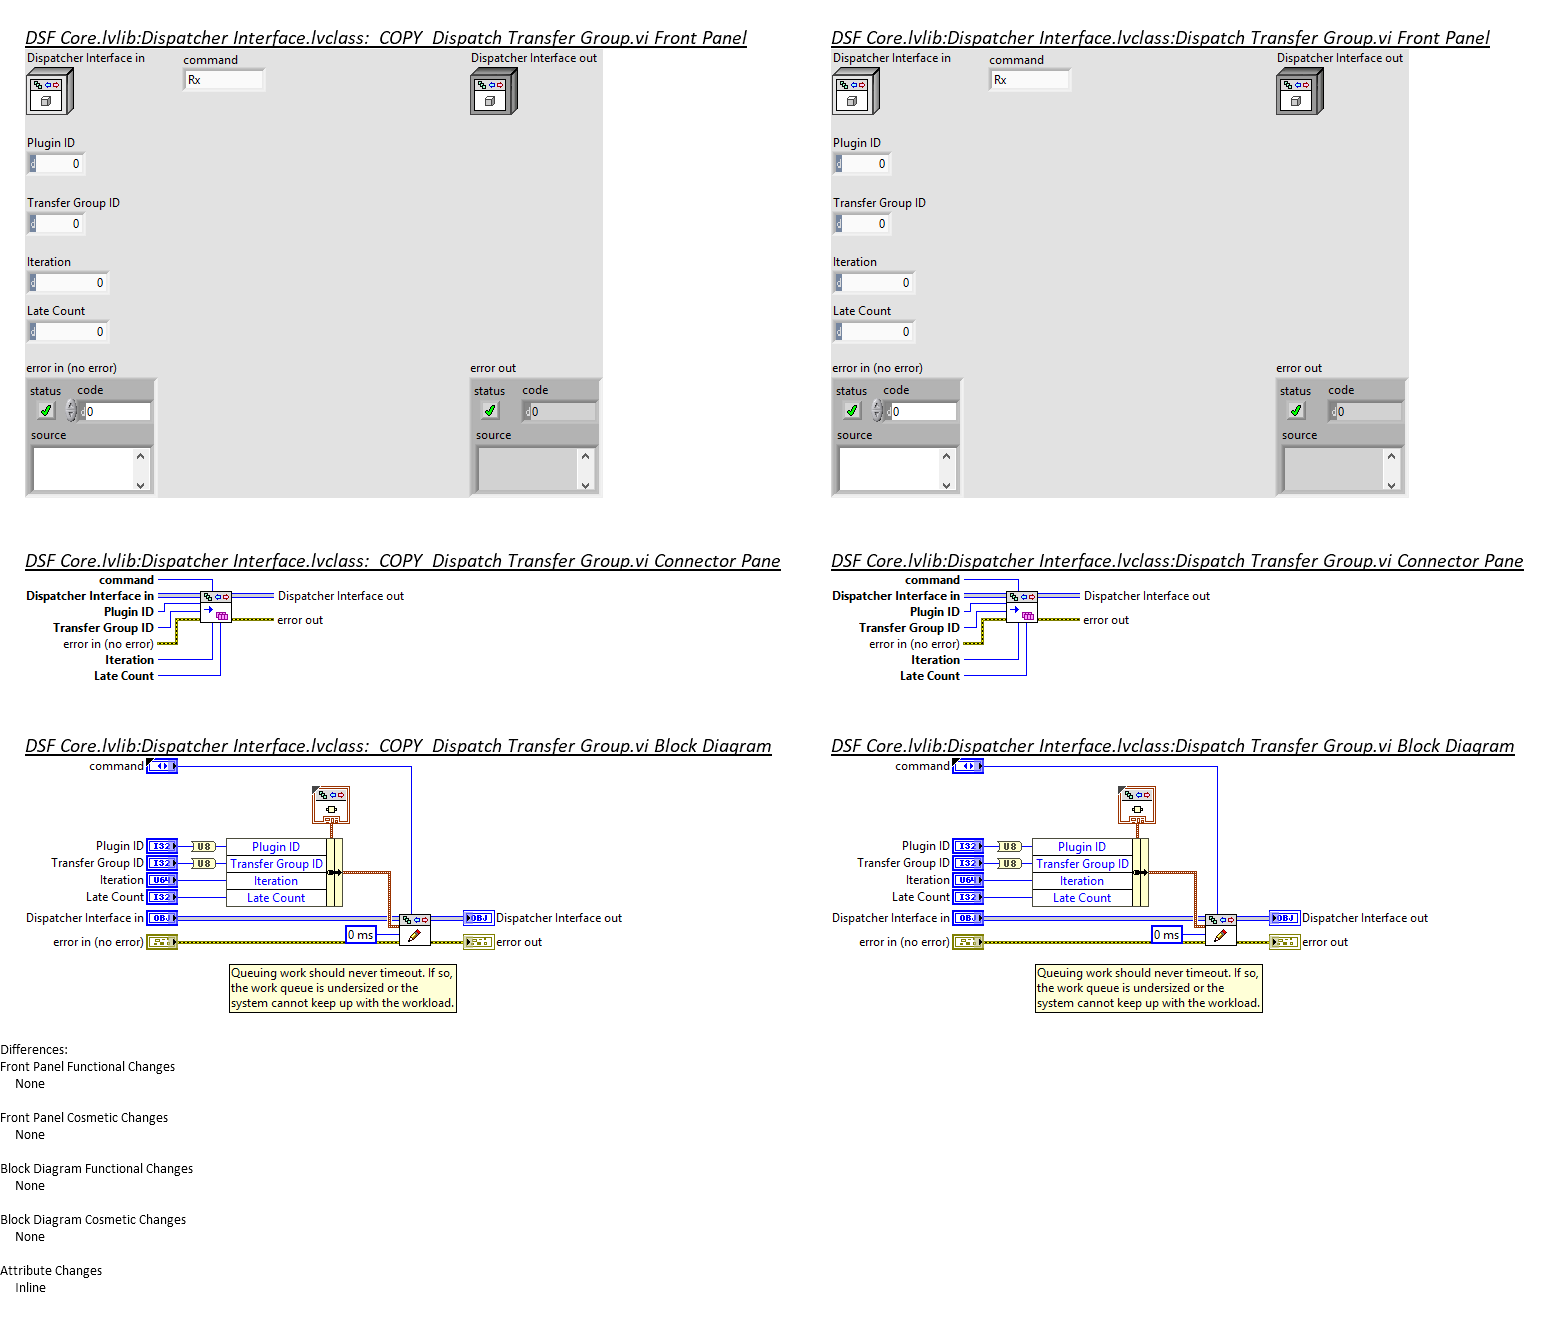 DSF Core.lvlib:Dispatcher Interface.lvclass:  COPY  Dispatch Transfer Group.vi Front Panel
Dispatcher Interface in
command
Dispatcher Interface out
Rx
Plugin ID
d 0
Transfer Group ID
d 0
Iteration
d 0
Late Count
d 0
error in (no error)
error out
status code
status code
d 0
d 0
source
source
DSF Core.lvlib:Dispatcher Interface.lvclass:Dispatch Transfer Group.vi Front Panel
Dispatcher Interface in
command
Dispatcher Interface out
Rx
Plugin ID
d 0
Transfer Group ID
d 0
Iteration
d 0
Late Count
d 0
error in (no error)
error out
status code
status code
d 0
d 0
source
source
DSF Core.lvlib:Dispatcher Interface.lvclass:  COPY  Dispatch Transfer Group.vi Connector Pane
command
Dispatcher Interface in
Dispatcher Interface out
Plugin ID
error out
Transfer Group ID
error in (no error)
Iteration
Late Count
DSF Core.lvlib:Dispatcher Interface.lvclass:Dispatch Transfer Group.vi Connector Pane
command
Dispatcher Interface in
Dispatcher Interface out
Plugin ID
error out
Transfer Group ID
error in (no error)
Iteration
Late Count
DSF Core.lvlib:Dispatcher Interface.lvclass:  COPY  Dispatch Transfer Group.vi Block Diagram
command
Plugin ID I32 U8 Plugin ID
Transfer Group ID I32 U8 Transfer Group ID
Iteration U64 Iteration
Late Count I32 Late Count
Dispatcher Interface in OBJ OBJ Dispatcher Interface out
0 ms
error in (no error) error out
Queuing work should never timeout. If so,
the work queue is undersized or the
system cannot keep up with the workload.
DSF Core.lvlib:Dispatcher Interface.lvclass:Dispatch Transfer Group.vi Block Diagram
command
Plugin ID I32 U8 Plugin ID
Transfer Group ID I32 U8 Transfer Group ID
Iteration U64 Iteration
Late Count I32 Late Count
Dispatcher Interface in OBJ OBJ Dispatcher Interface out
0 ms
error in (no error) error out
Queuing work should never timeout. If so,
the work queue is undersized or the
system cannot keep up with the workload.
Differences:
Front Panel Functional Changes
None
Front Panel Cosmetic Changes
None
Block Diagram Functional Changes
None
Block Diagram Cosmetic Changes
None
Attribute Changes
Inline